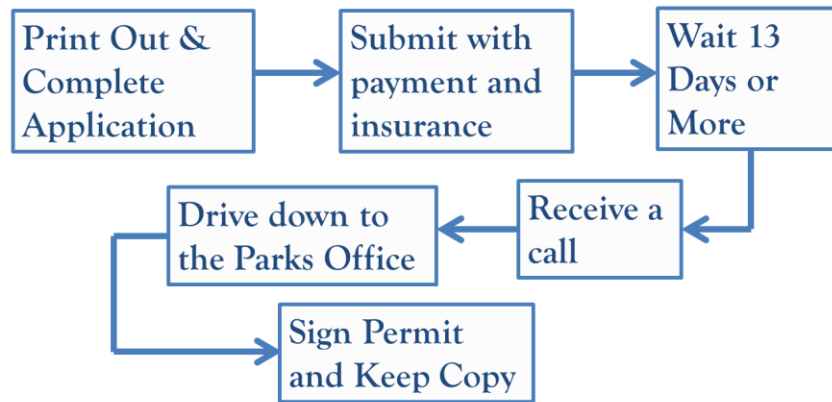 Print Out &
Complete
Application
Submit with
payment and
insurance
Wait 13
Days or
More
Receive a
call
Drive down to
the Parks Office
Sign Permit
and Keep Copy